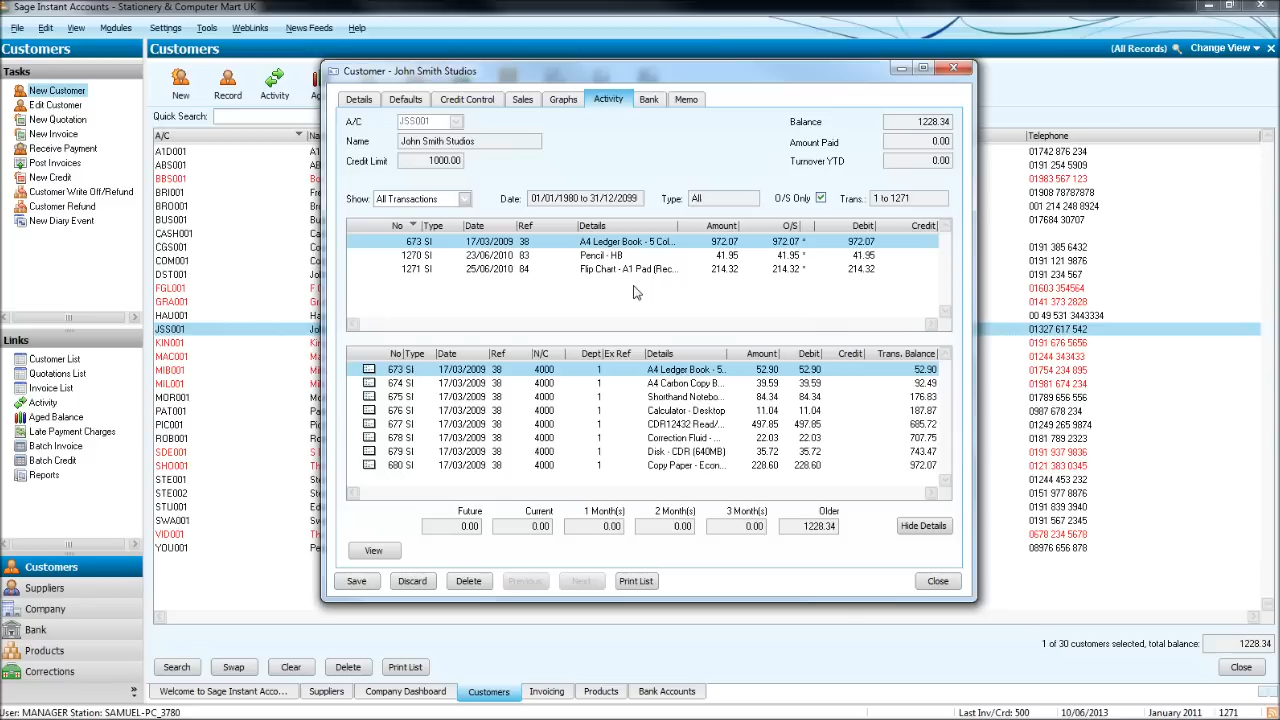 Sage Instant Accounts - Stationery & Computer Mart UK
File Edit View Modules Settings Tools WebLinks News Feeds Help
Customers
Customers
(All Records) Change View
Tasks
New Customer
Edit Customer
New Quotation
New Invoice
Receive Payment
Post Invoices
New Credit
Customer Write Off/Refund
Customer Refund
New Diary Event
Links
Customer List
Quotations List
Invoice List
Activity
Aged Balance
Late Payment Charges
Batch Invoice
Batch Credit
Reports
Customers
Suppliers
Company
Bank
Products
Corrections
New Record Activity
Quick Search:
A/C Telephone
A1D001 01742 876 234
ABS001 0191 254 5909
BBS001 01983 567 123
BRI001 01908 78787878
BUS001 001 214 248 8924
CASH001
CGS001 0191 385 6432
COM001 0191 121 9876
DST001 0191 234 567
FGL001 01603 354564
GRA001 0141 373 2828
HAU001 00 49 531 3443334
JSS001 01327 617 542
KIN001 0191 676 5656
MAC001 01244 343433
MIB001 01754 234 895
MIL001 01981 674 234
MOR001 01789 656 556
PAT001 0987 678 234
PIC001 01249 265 9874
ROB001 0181 789 2323
SDE001 0191 937 9836
SHO001 0121 383 0345
STE001 01244 453 232
STE002 0151 977 8876
STU001 0191 839 3940
SWA001 0191 567 2345
VID001 0678 234 5678
YOU001 08976 656 878
Customer - John Smith Studios
Details Defaults Credit Control Sales Graphs Activity Bank Memo
A/C JSS001 Balance 1228.34
Name John Smith Studios Amount Paid 0.00
Credit Limit 1000.00 Turnover YTD 0.00
Show: All Transactions Date: 01/01/1980 to 31/12/2099 Type: All O/S Only Trans.: 1 to 1271
No Type Date Ref Details Amount O/S Debit Credit
673 SI 17/03/2009 38 A4 Ledger Book - 5 Col... 972.07 972.07 * 972.07
1270 SI 23/06/2010 83 Pencil - HB 41.95 41.95 * 41.95
1271 SI 25/06/2010 84 Flip Chart - A1 Pad (Rec... 214.32 214.32 * 214.32
No Type Date Ref N/C Dept Ex Ref Details Amount Debit Credit Trans. Balance
673 SI 17/03/2009 38 4000 1 A4 Ledger Book - 5... 52.90 52.90 52.90
674 SI 17/03/2009 38 4000 1 A4 Carbon Copy B... 39.59 39.59 92.49
675 SI 17/03/2009 38 4000 1 Shorthand Notebo... 84.34 84.34 176.83
676 SI 17/03/2009 38 4000 1 Calculator - Desktop 11.04 11.04 187.87
677 SI 17/03/2009 38 4000 1 CDR12432 Read/... 497.85 497.85 685.72
678 SI 17/03/2009 38 4000 1 Correction Fluid - ... 22.03 22.03 707.75
679 SI 17/03/2009 38 4000 1 Disk - CDR (640MB) 35.72 35.72 743.47
680 SI 17/03/2009 38 4000 1 Copy Paper - Econ... 228.60 228.60 972.07
Future Current 1 Month(s) 2 Month(s) 3 Month(s) Older
0.00 0.00 0.00 0.00 0.00 1228.34 Hide Details
View
Save Discard Delete Previous Next Print List Close
1 of 30 customers selected, total balance: 1228.34
Search Swap Clear Delete Print List Close
Welcome to Sage Instant Acco... Suppliers Company Dashboard Customers Invoicing Products Bank Accounts
User: MANAGER Station: SAMUEL-PC_3780 Last Inv/Crd: 500 10/06/2013 January 2011 1271